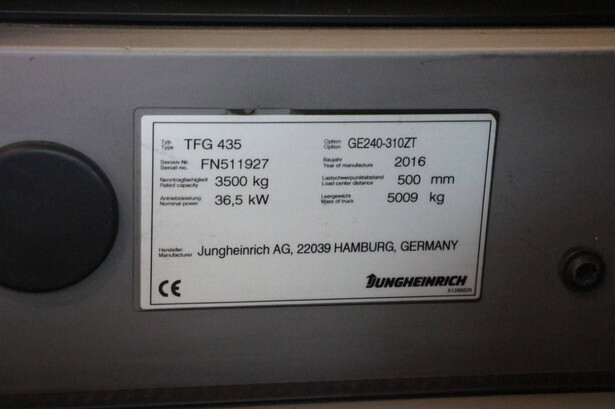 Typ TFG 435 Option GE240-310ZT
Type Option
Serien-Nr. FN511927 Baujahr 2016
Serial-no. Year of manufacture
Nenntragfaehigkeit 3500 kg Lastschwerpunktabstand 500 mm
Rated capacity Load center distance
Antriebsleistung 36,5 kW Leergewicht 5009 kg
Nominal power Mass of truck
Hersteller Jungheinrich AG, 22039 HAMBURG, GERMANY
Manufacturer
CE JUNGHEINRICH